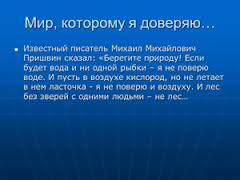 Мир, которому я доверяю…
Известный писатель Михаил Михайлович
Пришвин сказал: «Берегите природу! Если
будет вода и ни одной рыбки – я не поверю
воде. И пусть в воздухе кислород, но не летает
в нем ласточка - я не поверю и воздуху. И лес
без зверей с одними людьми – не лес…